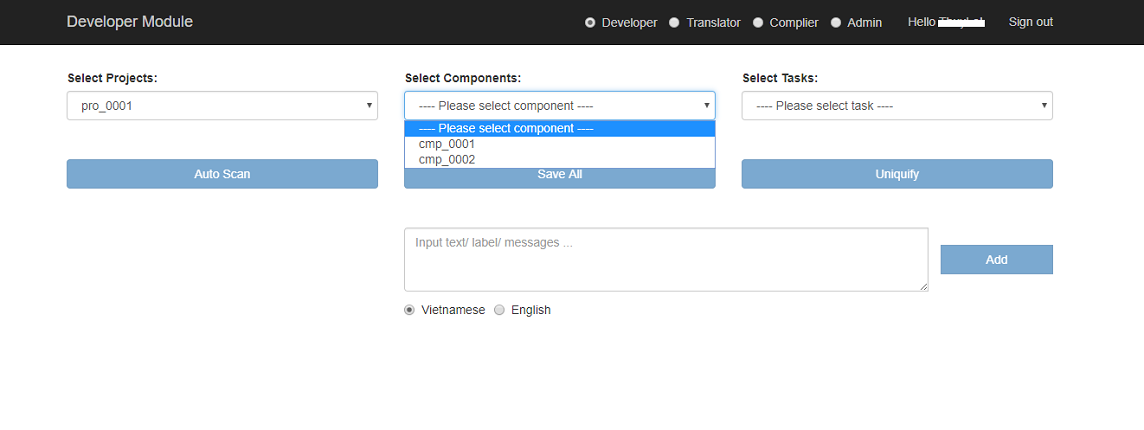 Developer Module
Developer Translator Complier Admin Hello Sign out
Select Projects: Select Components: Select Tasks:
pro_0001 ---- Please select component ---- ---- Please select task ----
---- Please select component ----
cmp_0001
cmp_0002
Auto Scan Save All Uniquify
Input text/ label/ messages ...
Add
Vietnamese English